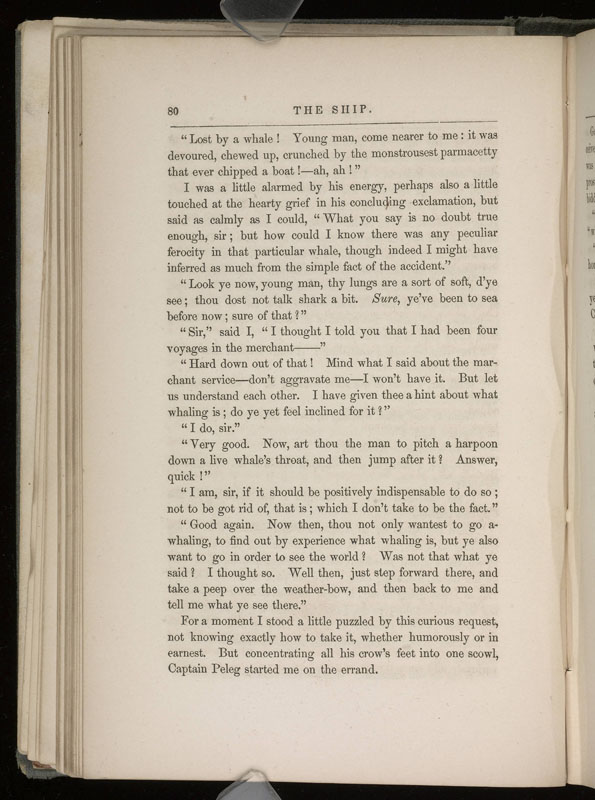 80 THE SHIP.
“Lost by a whale! Young man, come nearer to me: it was
devoured, chewed up, crunched by the monstrousest parmacetty
that ever chipped a boat!—ah, ah!”
I was a little alarmed by his energy, perhaps also a little
touched at the hearty grief in his concluding exclamation, but
said as calmly as I could, “What you say is no doubt true
enough, sir; but how could I know there was any peculiar
ferocity in that particular whale, though indeed I might have
inferred as much from the simple fact of the accident.”
“Look ye now, young man, thy lungs are a sort of soft, d’ye
see; thou dost not talk shark a bit. Sure, ye’ve been to sea
before now; sure of that?”
“Sir,” said I, “I thought I told you that I had been four
voyages in the merchant——”
“Hard down out of that! Mind what I said about the mar-
chant service—don’t aggravate me—I won’t have it. But let
us understand each other. I have given thee a hint about what
whaling is; do ye yet feel inclined for it?”
“I do, sir.”
“Very good. Now, art thou the man to pitch a harpoon
down a live whale’s throat, and then jump after it? Answer,
quick!”
“I am, sir, if it should be positively indispensable to do so;
not to be got rid of, that is; which I don’t take to be the fact.”
“Good again. Now then, thou not only wantest to go a-
whaling, to find out by experience what whaling is, but ye also
want to go in order to see the world? Was not that what ye
said? I thought so. Well then, just step forward there, and
take a peep over the weather-bow, and then back to me and
tell me what ye see there.”
For a moment I stood a little puzzled by this curious request,
not knowing exactly how to take it, whether humorously or in
earnest. But concentrating all his crow’s feet into one scowl,
Captain Peleg started me on the errand.